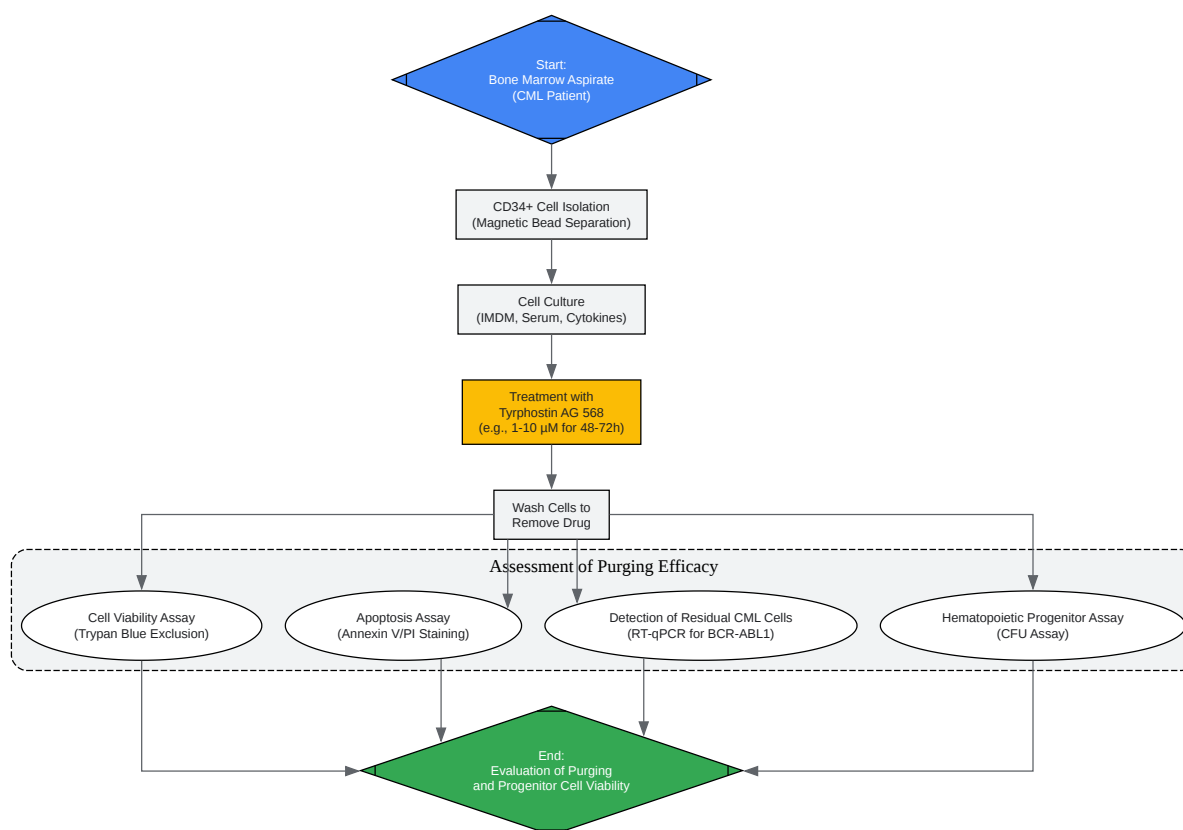 Start:
Bone Marrow Aspirate
(CML Patient)
CD34+ Cell Isolation
(Magnetic Bead Separation)
Cell Culture
(IMDM, Serum, Cytokines)
Treatment with
Tyrphostin AG 568
(e.g., 1-10 µM for 48-72h)
Wash Cells to
Remove Drug
Assessment of Purging Efficacy
Cell Viability Assay
(Trypan Blue Exclusion)
Apoptosis Assay
(Annexin V/PI Staining)
Detection of Residual CML Cells
(RT-qPCR for BCR-ABL1)
Hematopoietic Progenitor Assay
(CFU Assay)
End:
Evaluation of Purging
and Progenitor Cell Viability